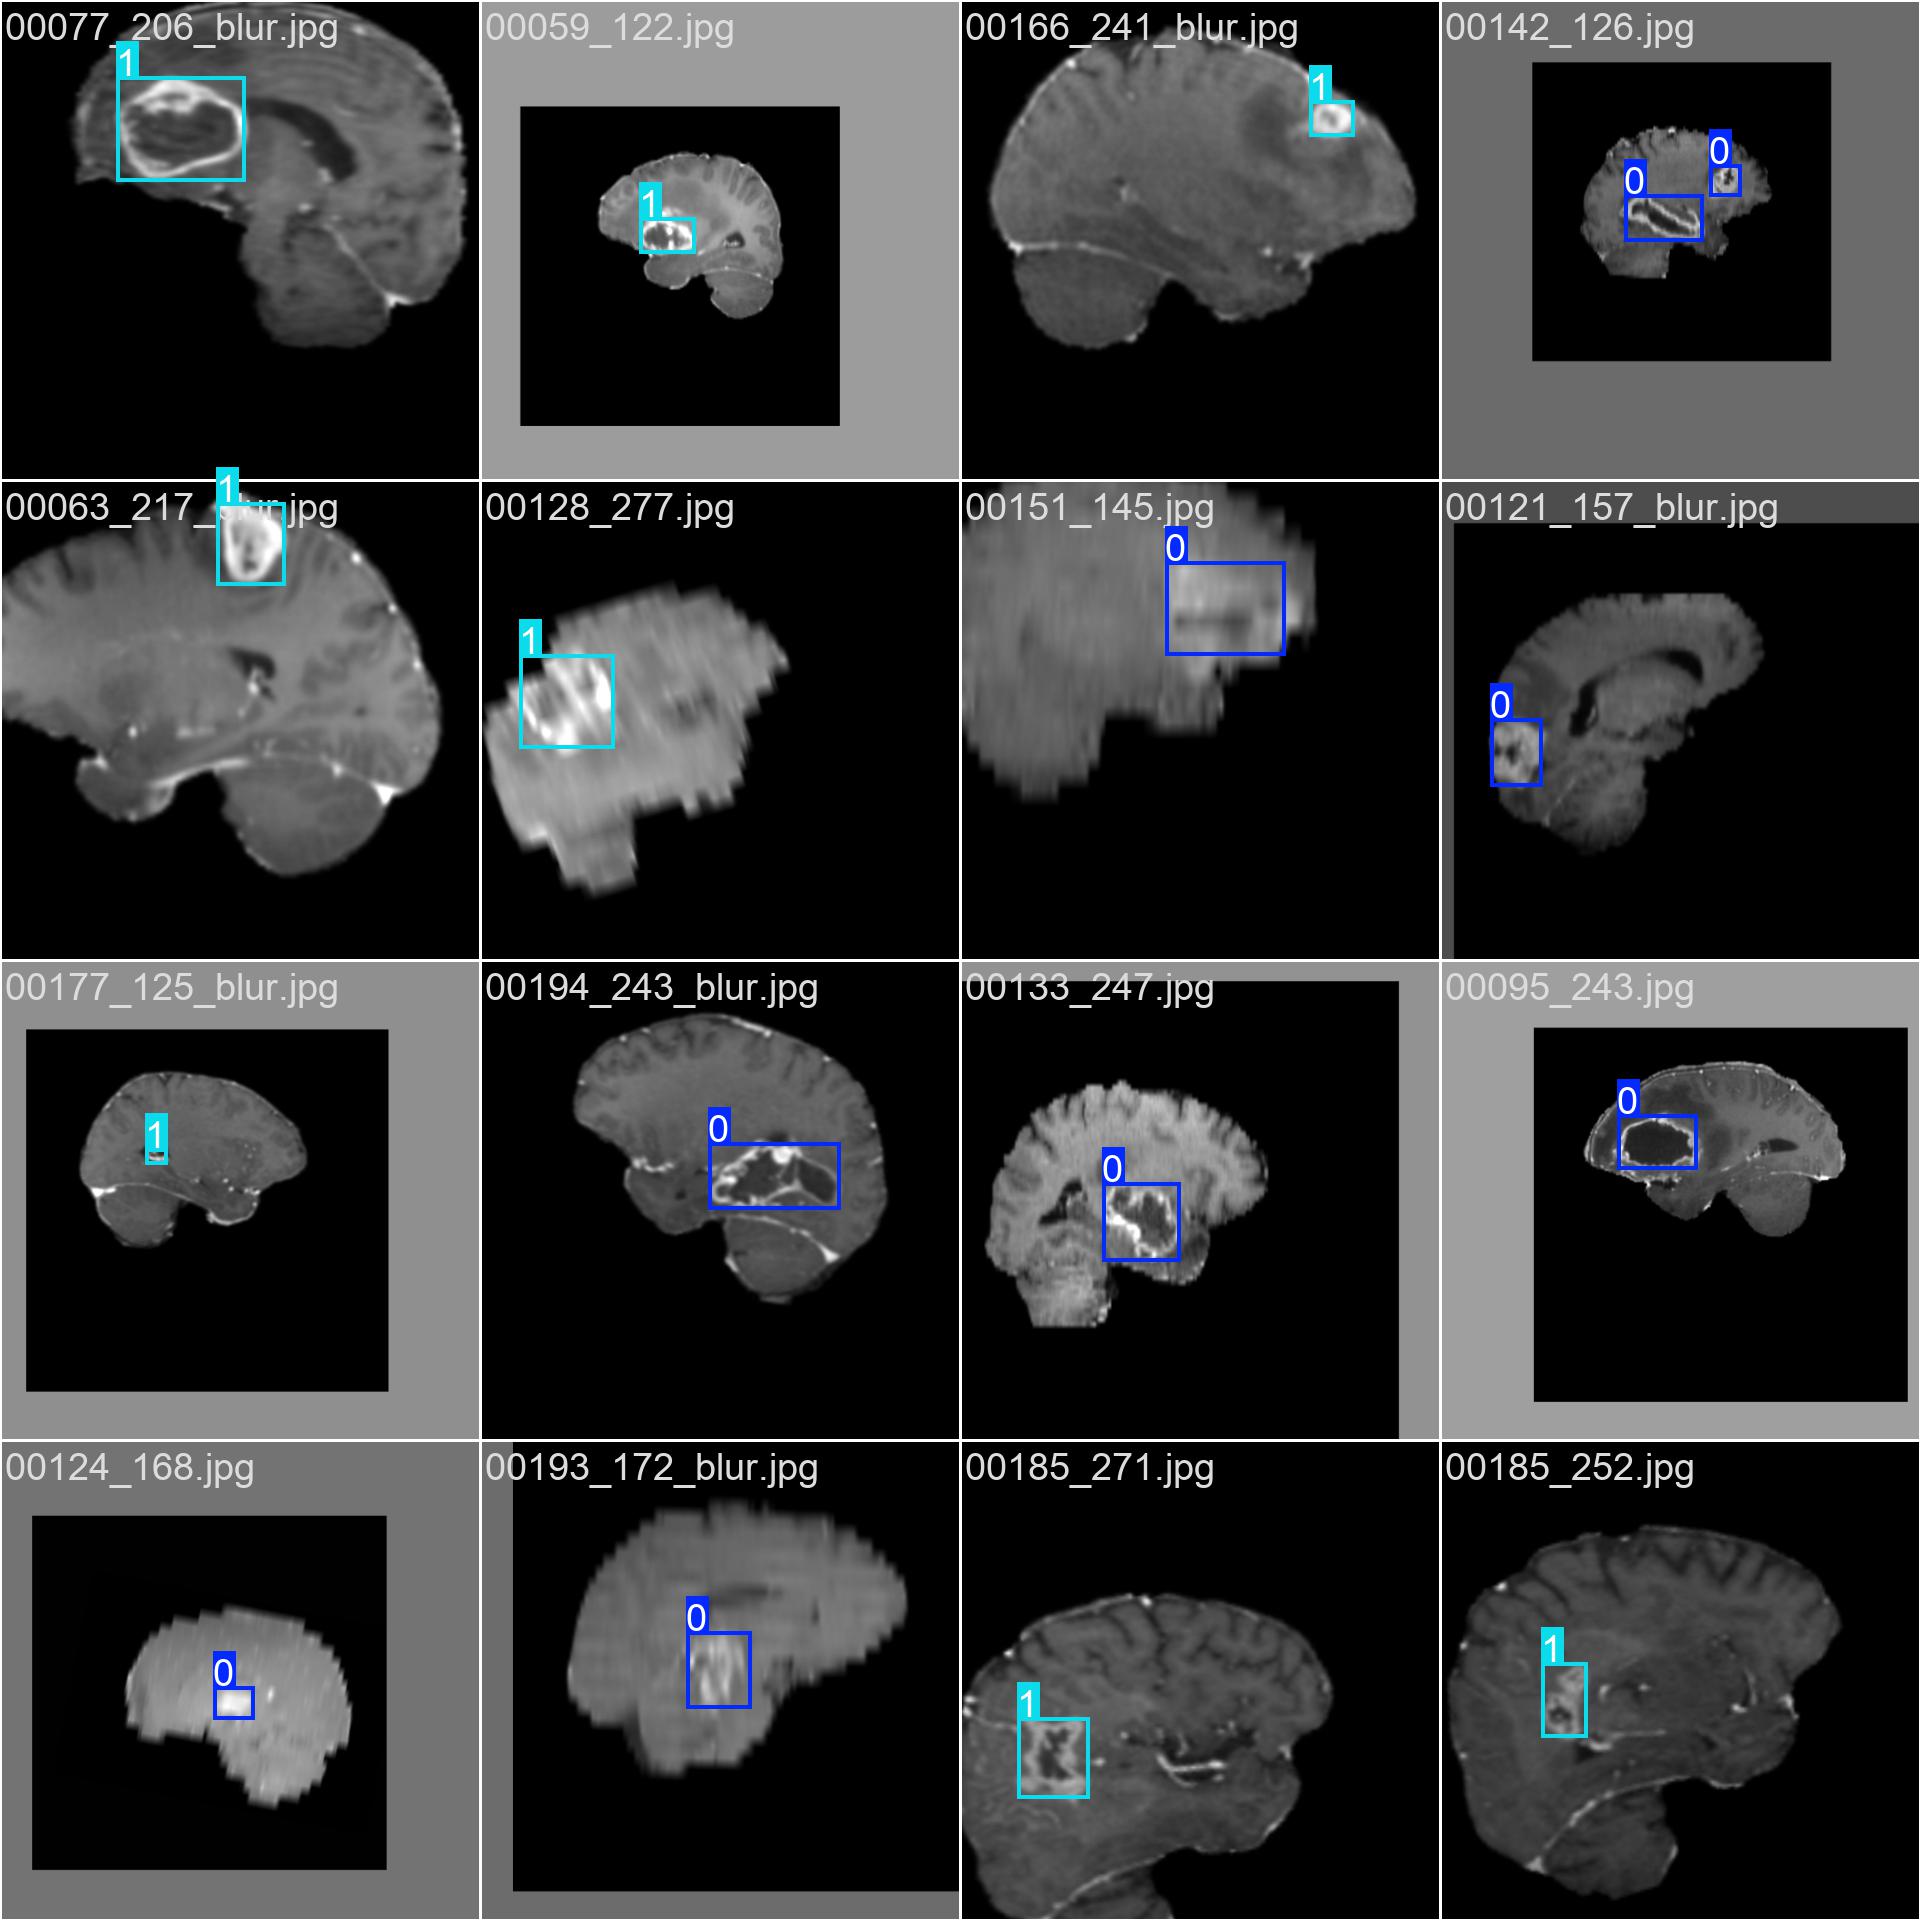 00077_206_blur.jpg
1
00059_122.jpg
1
00166_241_blur.jpg
1
00142_126.jpg
0
0
00063_217_blur.jpg
1
00128_277.jpg
1
00151_145.jpg
0
00121_157_blur.jpg
0
00177_125_blur.jpg
1
00194_243_blur.jpg
0
00133_247.jpg
0
00095_243.jpg
0
00124_168.jpg
0
00193_172_blur.jpg
0
00185_271.jpg
1
00185_252.jpg
1